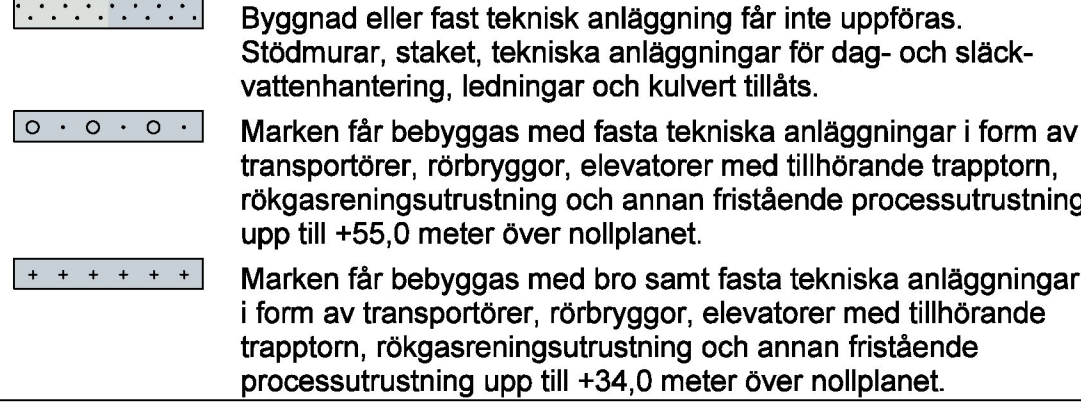 Byggnad eller fast teknisk anläggning får inte uppföras.
Stödmurar, staket, tekniska anläggningar för dag- och släck-
vattenhantering, ledningar och kulvert tillåts.
Marken får bebyggas med fasta tekniska anläggningar i form av
transportörer, rörbryggor, elevatorer med tillhörande trapptorn,
rökgasreningsutrustning och annan fristående processutrustning
upp till +55,0 meter över nollplanet.
Marken får bebyggas med bro samt fasta tekniska anläggningar
i form av transportörer, rörbryggor, elevatorer med tillhörande
trapptorn, rökgasreningsutrustning och annan fristående
processutrustning upp till +34,0 meter över nollplanet.